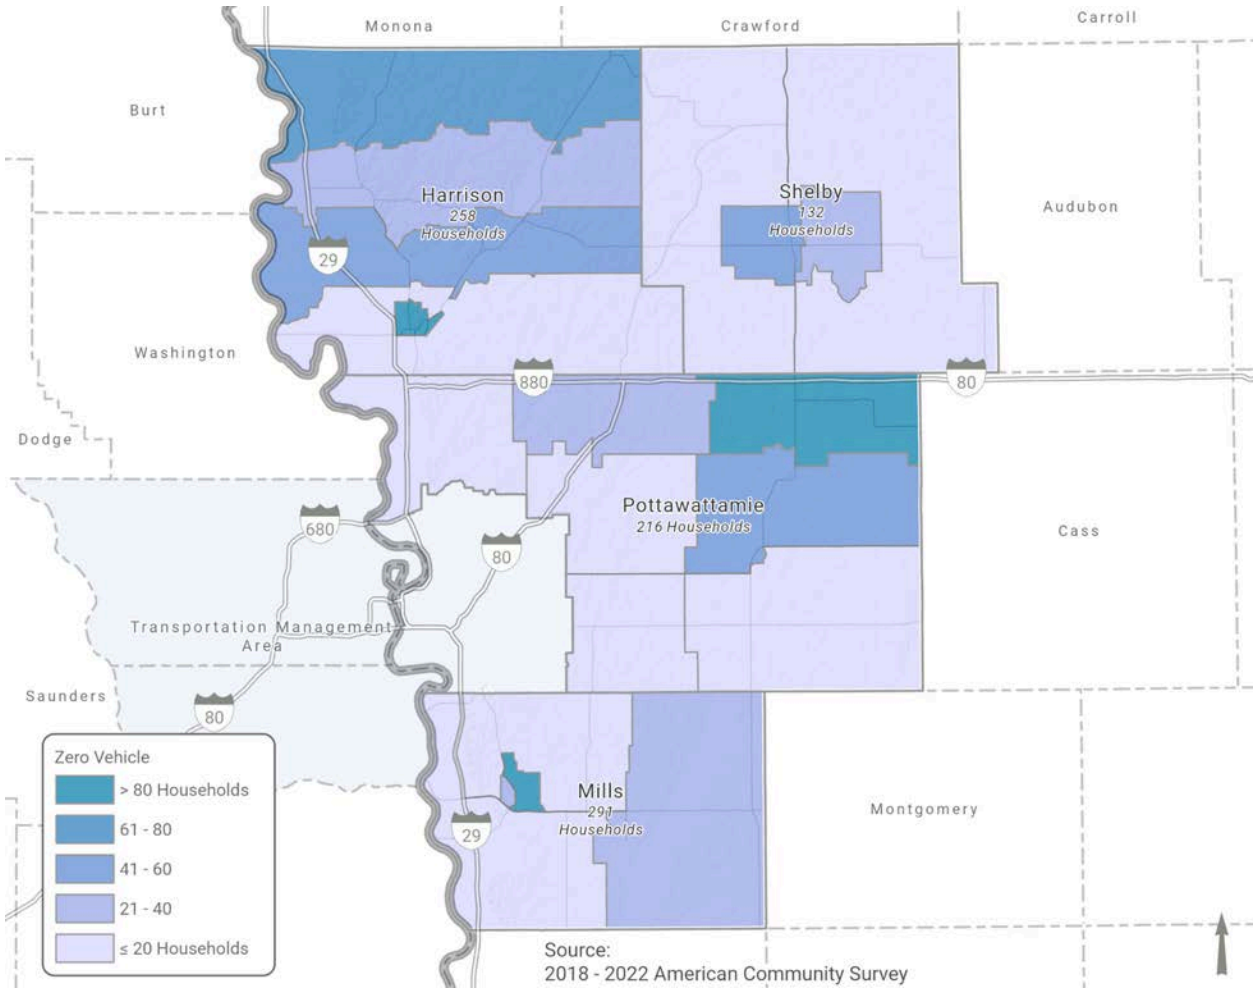 Monona
Crawford
Carroll
Burt
Harrison
258
Households
Shelby
132
Households
Audubon
29
Washington
880
80
Dodge
Pottawattamie
216 Households
680
80
Cass
Transportation Management
Area
Saunders
80
Zero Vehicle
> 80 Households
61 - 80
41 - 60
21 - 40
≤ 20 Households
Mills
291
Households
29
Montgomery
Source:
2018 - 2022 American Community Survey